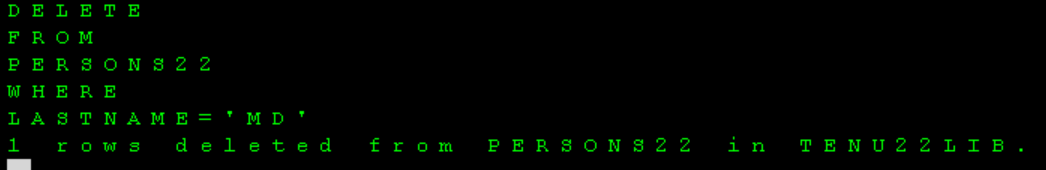 DELETE
FROM
PERSONS22
WHERE
LASTNAME='MD'
1 rows deleted from PERSONS22 in TENU22LIB.